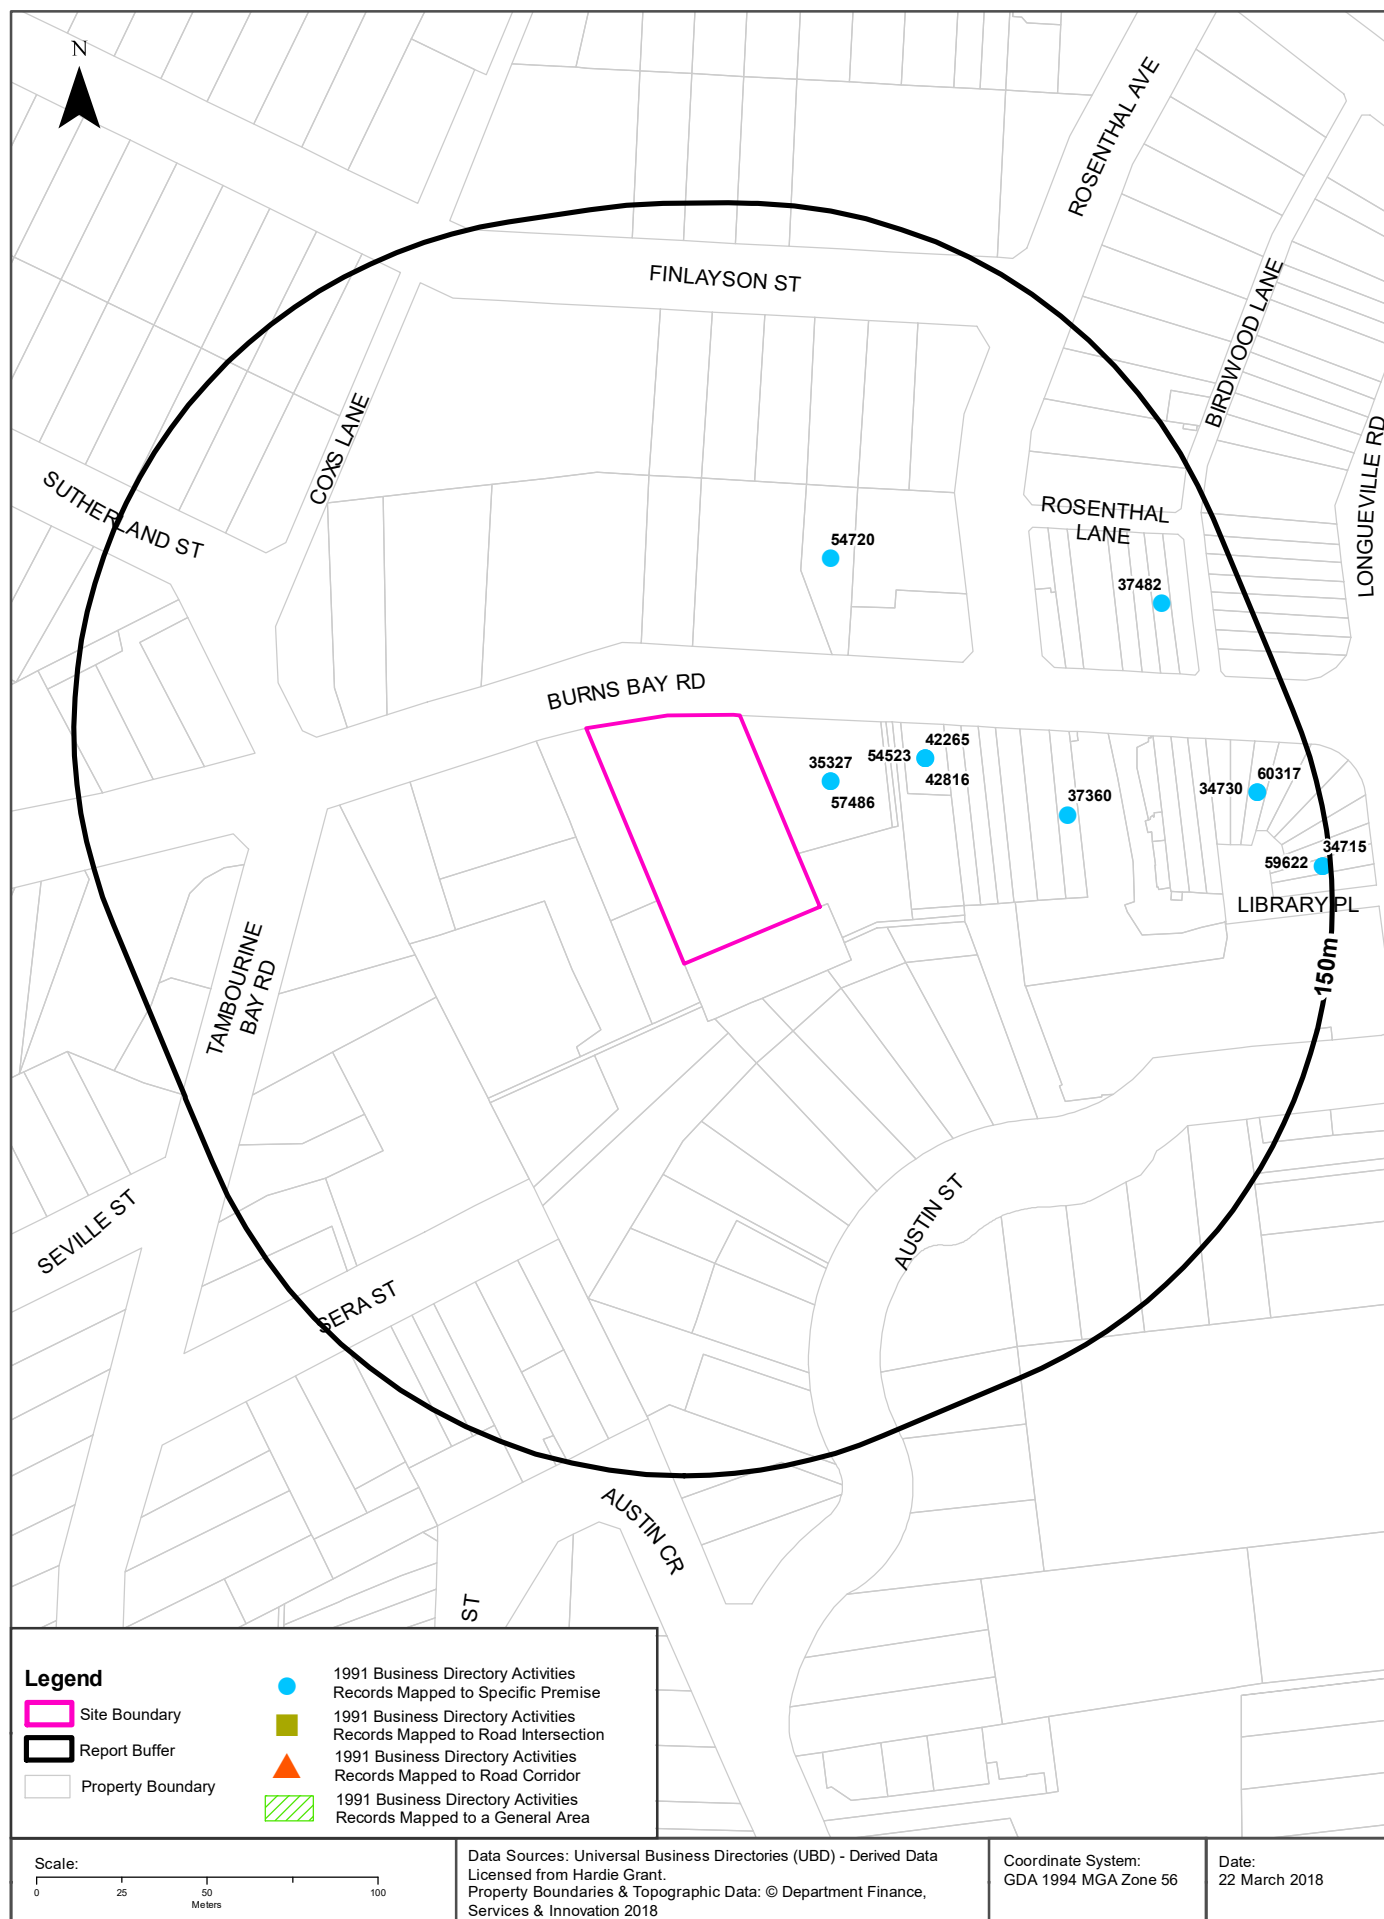 N
ROSENTHAL AVE
FINLAYSON ST
BIRDWOOD LANE
COXS LANE
LONGUEVILLE RD
SUTHERLAND ST
ROSENTHAL
LANE
54720
37482
BURNS BAY RD
42265
54523
42816
35327
57486
37360
60317
34730
34715
59622
LIBRARY PL
150m
TAMBOURINE
BAY RD
AUSTIN ST
SEVILLE ST
SERA ST
AUSTIN CR
ST
Legend
Site Boundary
Report Buffer
Property Boundary
1991 Business Directory Activities
Records Mapped to Specific Premise
1991 Business Directory Activities
Records Mapped to Road Intersection
1991 Business Directory Activities
Records Mapped to Road Corridor
1991 Business Directory Activities
Records Mapped to a General Area
Scale:
0 25 50 100
Meters
Data Sources: Universal Business Directories (UBD) - Derived Data
Licensed from Hardie Grant.
Property Boundaries & Topographic Data: © Department Finance,
Services & Innovation 2018
Coordinate System:
GDA 1994 MGA Zone 56
Date:
22 March 2018